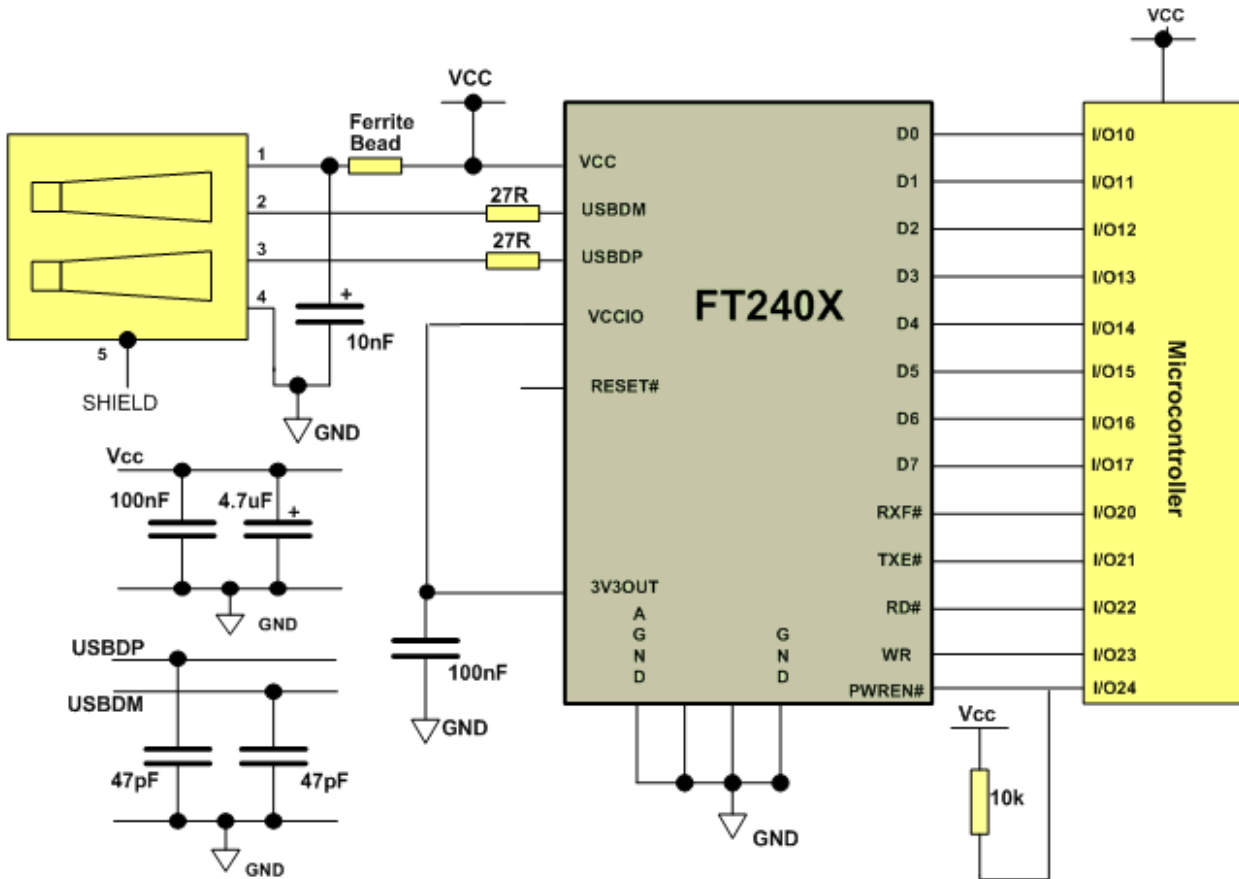 VCC
VCC
Ferrite
Bead
1
2
3
4
5
SHIELD
27R
27R
+
10nF
GND
VCC
USBDM
USBDP
VCCIO
RESET#
3V3OUT
FT240X
AGND
GND
D0
D1
D2
D3
D4
D5
D6
D7
RXF#
TXE#
RD#
WR
PWREN#
I/O10
I/O11
I/O12
I/O13
I/O14
I/O15
I/O16
I/O17
I/O20
I/O21
I/O22
I/O23
I/O24
Microcontroller
Vcc
100nF
4.7uF
+
GND
USBDP
USBDM
47pF
47pF
GND
100nF
GND
GND
Vcc
10k